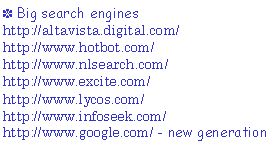 ✽ Big search engines
http://altavista.digital.com/
http://www.hotbot.com/
http://www.nlsearch.com/
http://www.excite.com/
http://www.lycos.com/
http://www.infoseek.com/
http://www.google.com/ - new generation